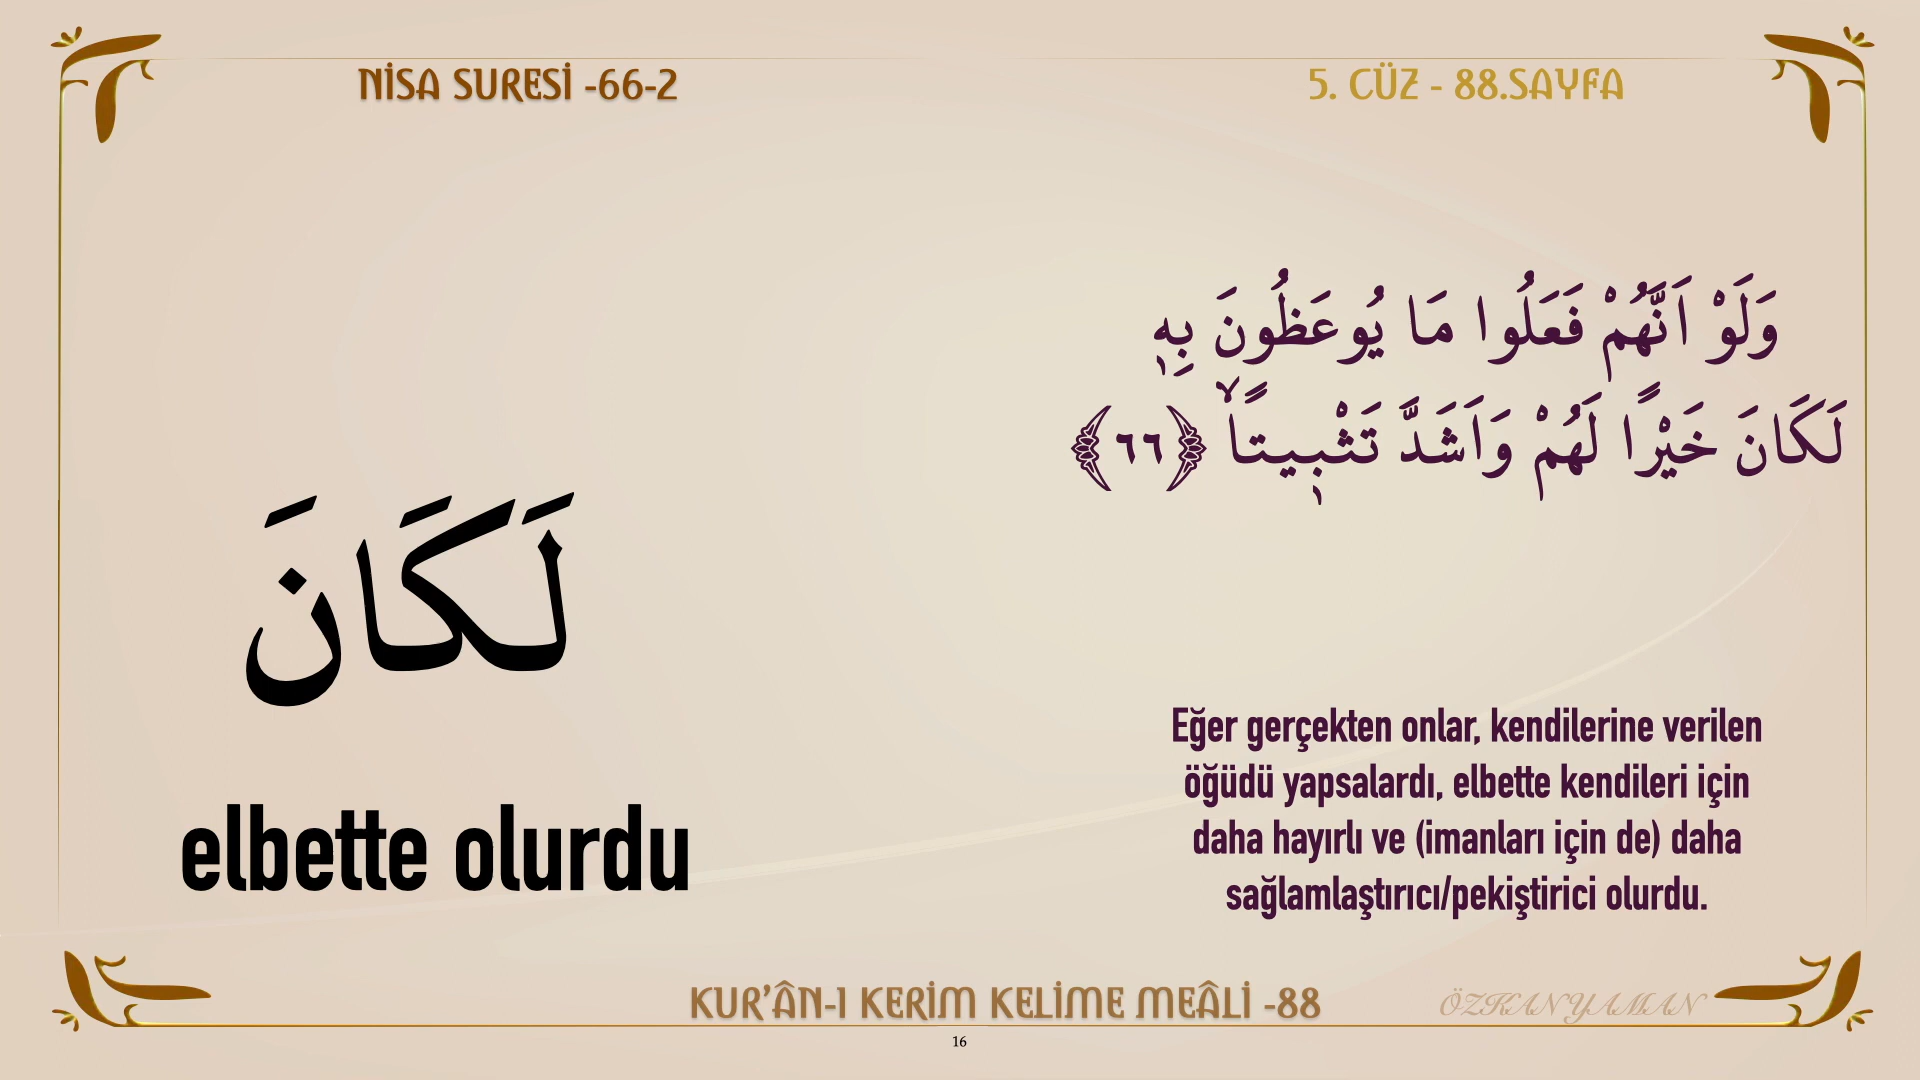 NİSA SURESİ -66-2
5. CÜZ - 88.SAYFA
وَلَوْ اَنَّهُمْ فَعَلُوا مَا يُوعَظُونَ بِهٖ
لَكَانَ خَيْرًا لَهُمْ وَاَشَدَّ تَثْبٖيتاًۙ ﴿٦٦﴾
لَكَانَ
elbette olurdu
Eğer gerçekten onlar, kendilerine verilen
öğüdü yapsalardı, elbette kendileri için
daha hayırlı ve (imanları için de) daha
sağlamlaştırıcı/pekiştirici olurdu.
KUR'ÂN-I KERİM KELİME MEÂLİ -88
ÖZKAN YAMAN
16